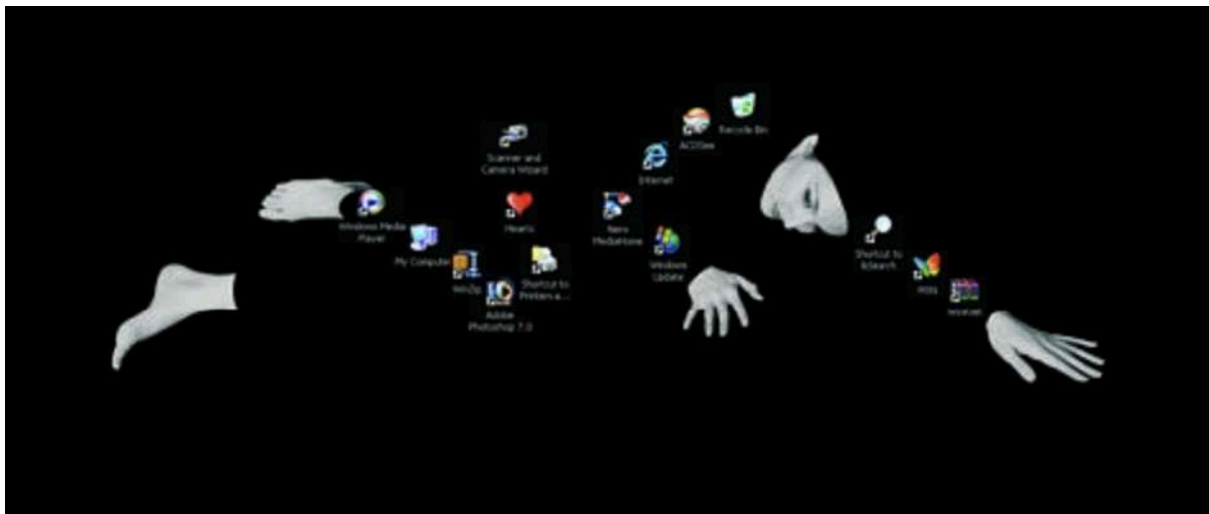 Recycle Bin
ACDSee
Scanner and
Camera Wizard
Internet
Hearts
Windows Media
Player
Nero
MediaHome
My Computer
Windows
Update
Shortcut to
WinZip
Shortcut to
Printers a...
MSN
Adobe
Photoshop 7.0